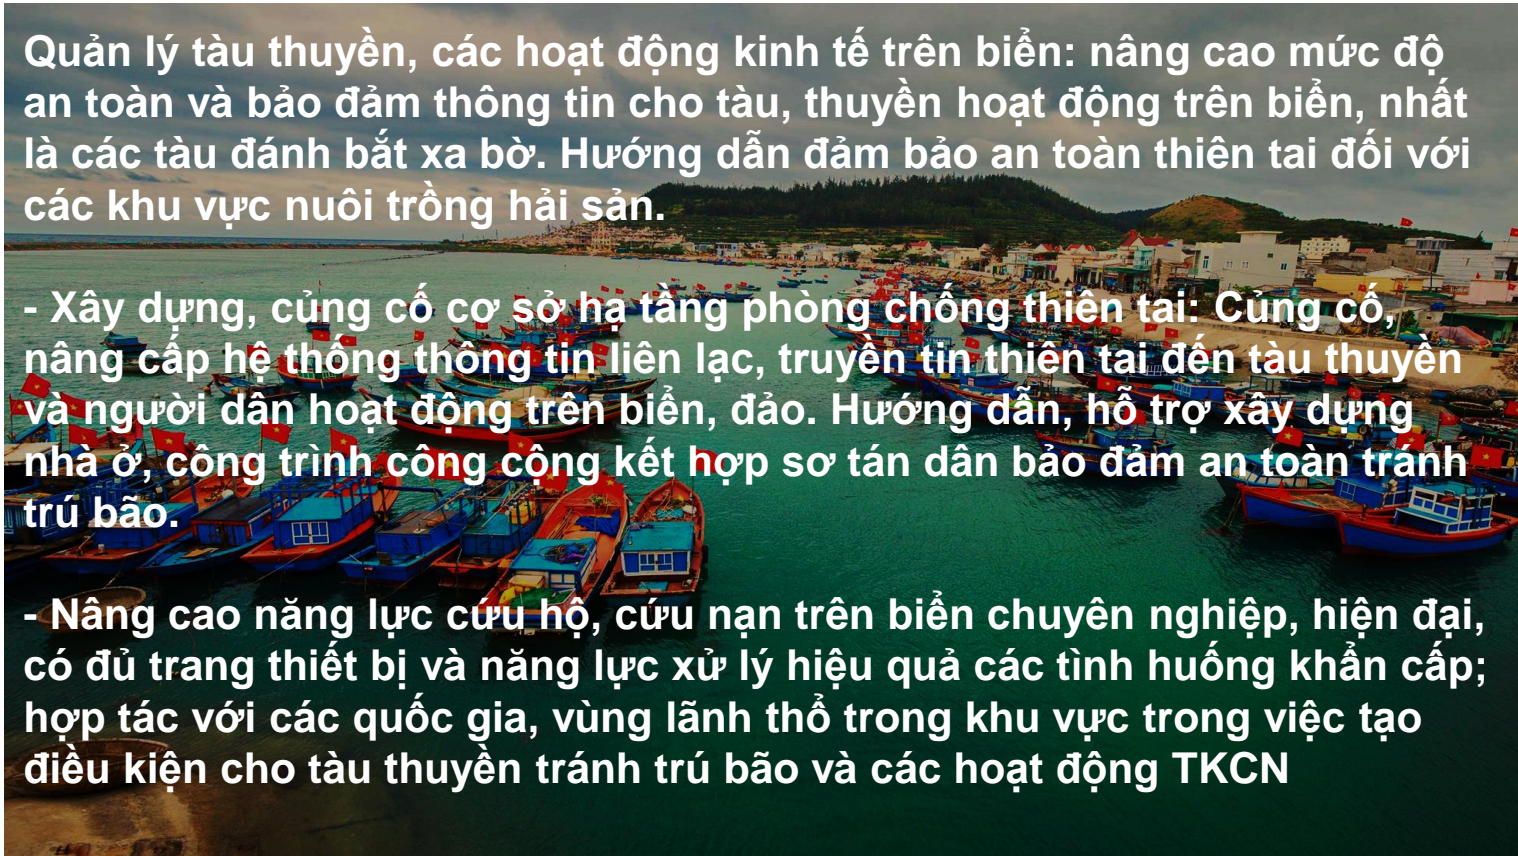 Quản lý tàu thuyền, các hoạt động kinh tế trên biển: nâng cao mức độ
an toàn và bảo đảm thông tin cho tàu, thuyền hoạt động trên biển, nhất
là các tàu đánh bắt xa bờ. Hướng dẫn đảm bảo an toàn thiên tai đối với
các khu vực nuôi trồng hải sản.
- Xây dựng, củng cố cơ sở hạ tầng phòng chống thiên tai: Củng cố,
nâng cấp hệ thống thông tin liên lạc, truyền tin thiên tai đến tàu thuyền
và người dân hoạt động trên biển, đảo. Hướng dẫn, hỗ trợ xây dựng
nhà ở, công trình công cộng kết hợp sơ tán dân bảo đảm an toàn tránh
trú bão.
- Nâng cao năng lực cứu hộ, cứu nạn trên biển chuyên nghiệp, hiện đại,
có đủ trang thiết bị và năng lực xử lý hiệu quả các tình huống khẩn cấp;
hợp tác với các quốc gia, vùng lãnh thổ trong khu vực trong việc tạo
điều kiện cho tàu thuyền tránh trú bão và các hoạt động TKCN